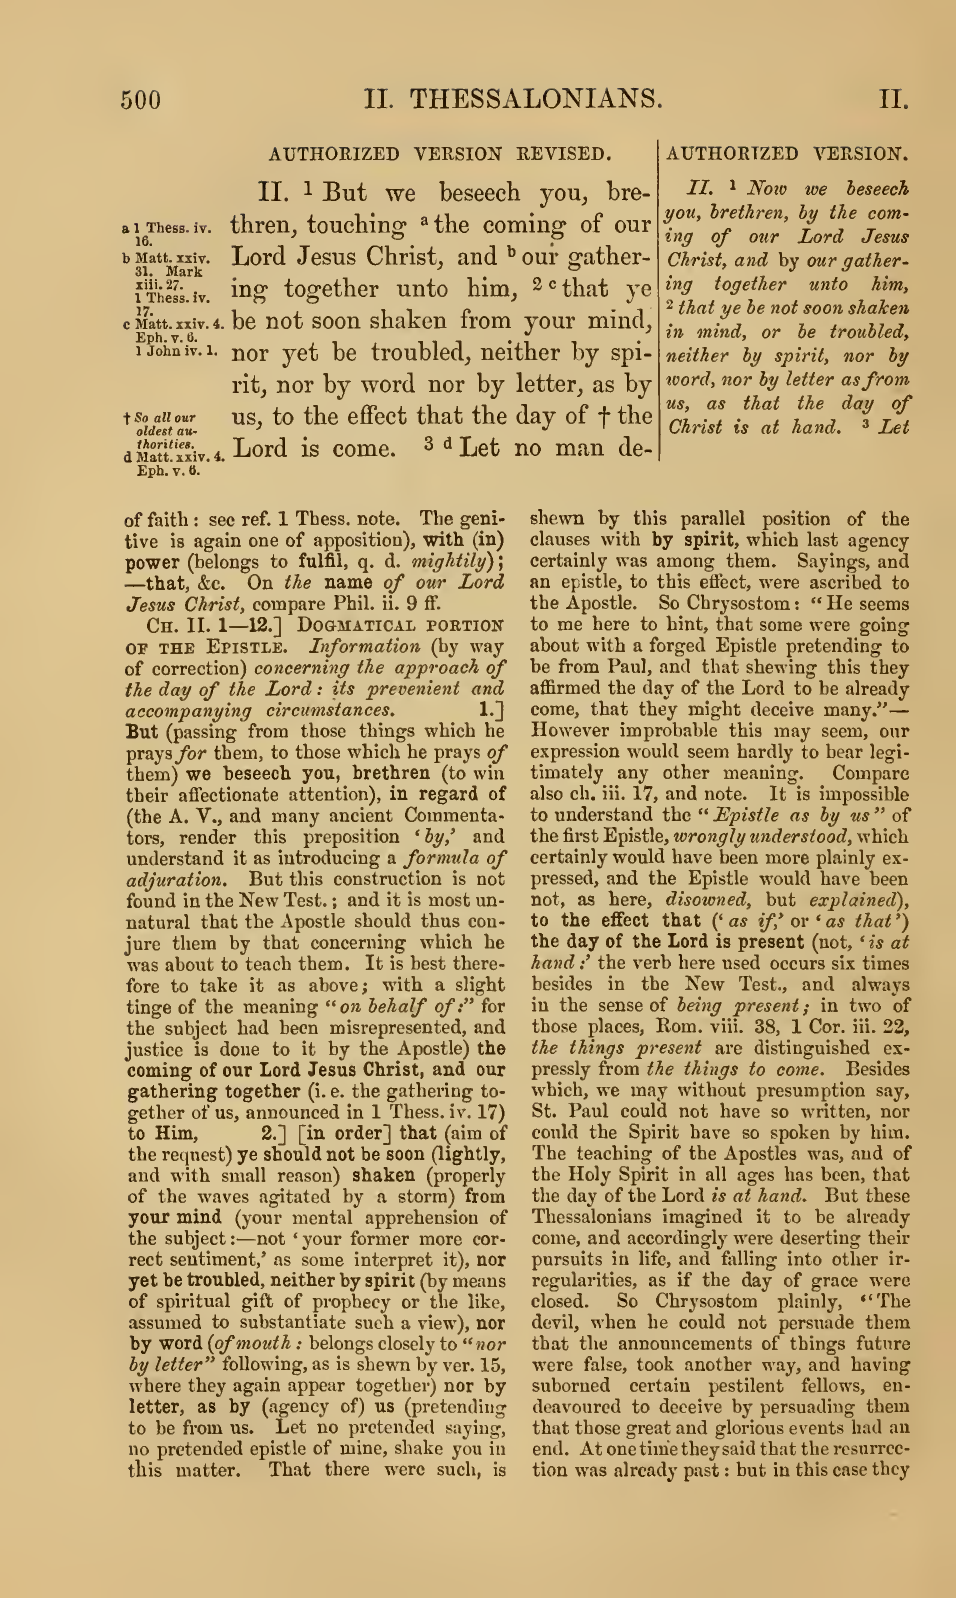 500
II. THESSALONIANS.
II.
AUTHORIZED VERSION REVISED.
II. 1 But we beseech you, bre-
thren, touching a the coming of our
Lord Jesus Christ, and b our gather-
ing together unto him, 2 c that ye
be not soon shaken from your mind,
nor yet be troubled, neither by spi-
rit, nor by word nor by letter, as by
us, to the effect that the day of † the
Lord is come. 3 d Let no man de-
a 1 Thess. iv.
16.
b Matt. xxiv.
31. Mark
xiii. 27.
1 Thess. iv.
17.
c Matt. xxiv. 4.
Eph. v. 6.
1 John iv. 1.
† So all our
oldest au-
thorities.
d Matt. xxiv. 4.
Eph. v. 6.
AUTHORIZED VERSION.
II. 1 Now we beseech
you, brethren, by the com-
ing of our Lord Jesus
Christ, and by our gather-
ing together unto him,
2 that ye be not soon shaken
in mind, or be troubled,
neither by spirit, nor by
word, nor by letter as from
us, as that the day of
Christ is at hand. 3 Let
of faith : see ref. 1 Thess. note. The geni-
tive is again one of apposition), with (in)
power (belongs to fulfil, q. d. mightily);
—that, &c. On the name of our Lord
Jesus Christ, compare Phil. ii. 9 ff.
CH. II. 1—12.] DOGMATICAL PORTION
OF THE EPISTLE. Information (by way
of correction) concerning the approach of
the day of the Lord : its prevenient and
accompanying circumstances. 1.]
But (passing from those things which he
prays for them, to those which he prays of
them) we beseech you, brethren (to win
their affectionate attention), in regard of
(the A. V., and many ancient Commenta-
tors, render this preposition ‘by,’ and
understand it as introducing a formula of
adjuration. But this construction is not
found in the New Test. ; and it is most un-
natural that the Apostle should thus con-
jure them by that concerning which he
was about to teach them. It is best there-
fore to take it as above; with a slight
tinge of the meaning “on behalf of:” for
the subject had been misrepresented, and
justice is done to it by the Apostle) the
coming of our Lord Jesus Christ, and our
gathering together (i. e. the gathering to-
gether of us, announced in 1 Thess. iv. 17)
to Him, 2.] [in order] that (aim of
the request) ye should not be soon (lightly,
and with small reason) shaken (properly
of the waves agitated by a storm) from
your mind (your mental apprehension of
the subject :—not ‘your former more cor-
rect sentiment,’ as some interpret it), nor
yet be troubled, neither by spirit (by means
of spiritual gift of prophecy or the like,
assumed to substantiate such a view), nor
by word (of mouth : belongs closely to “nor
by letter” following, as is shewn by ver. 15,
where they again appear together) nor by
letter, as by (agency of) us (pretending
to be from us. Let no pretended saying,
no pretended epistle of mine, shake you in
this matter. That there were such, is
shewn by this parallel position of the
clauses with by spirit, which last agency
certainly was among them. Sayings, and
an epistle, to this effect, were ascribed to
the Apostle. So Chrysostom : “He seems
to me here to hint, that some were going
about with a forged Epistle pretending to
be from Paul, and that shewing this they
affirmed the day of the Lord to be already
come, that they might deceive many.”—
However improbable this may seem, our
expression would seem hardly to bear legi-
timately any other meaning. Compare
also ch. iii. 17, and note. It is impossible
to understand the “Epistle as by us” of
the first Epistle, wrongly understood, which
certainly would have been more plainly ex-
pressed, and the Epistle would have been
not, as here, disowned, but explained),
to the effect that (‘as if,’ or ‘as that’)
the day of the Lord is present (not, ‘is at
hand :’ the verb here used occurs six times
besides in the New Test., and always
in the sense of being present; in two of
those places, Rom. viii. 38, 1 Cor. iii. 22,
the things present are distinguished ex-
pressly from the things to come. Besides
which, we may without presumption say,
St. Paul could not have so written, nor
could the Spirit have so spoken by him.
The teaching of the Apostles was, and of
the Holy Spirit in all ages has been, that
the day of the Lord is at hand. But these
Thessalonians imagined it to be already
come, and accordingly were deserting their
pursuits in life, and falling into other ir-
regularities, as if the day of grace were
closed. So Chrysostom plainly, “The
devil, when he could not persuade them
that the announcements of things future
were false, took another way, and having
suborned certain pestilent fellows, en-
deavoured to deceive by persuading them
that those great and glorious events had an
end. At one time they said that the resurrec-
tion was already past : but in this case they